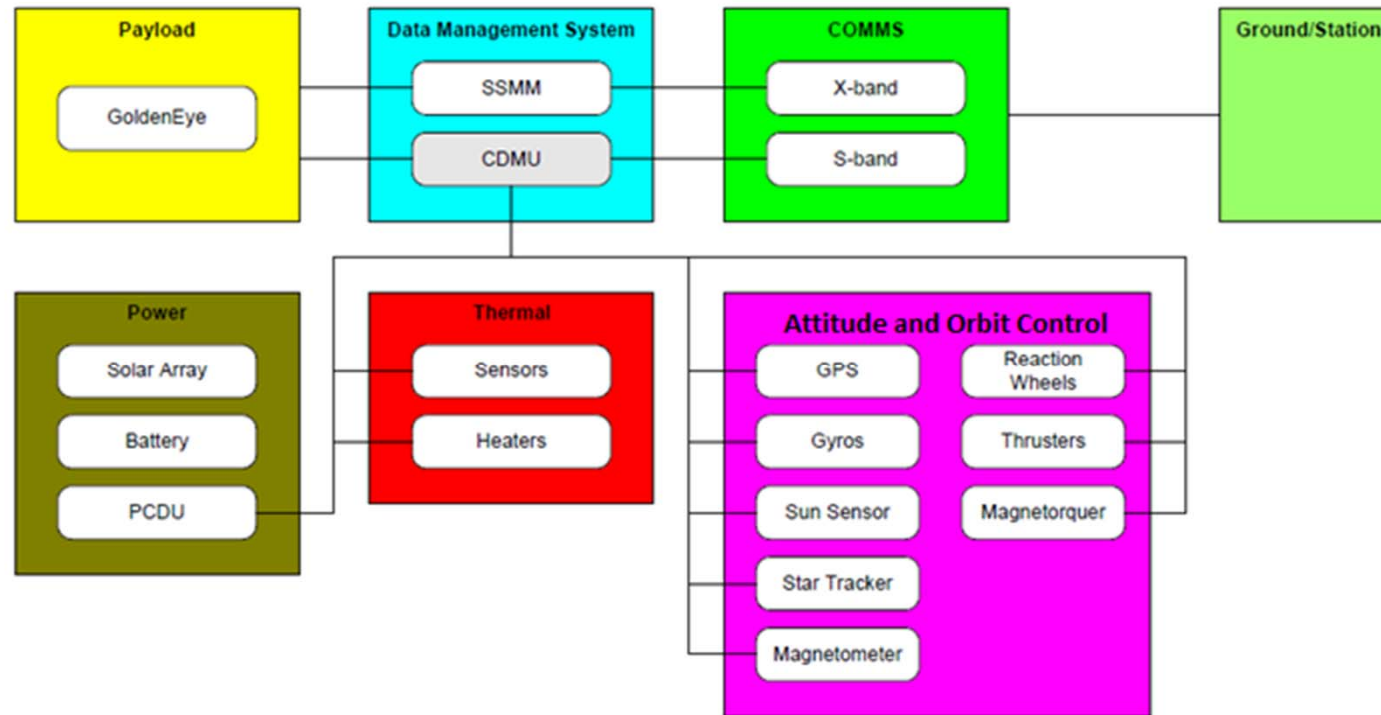 Payload
GoldenEye
Data Management System
SSMM
CDMU
COMMS
X-band
S-band
Ground/Station
Power
Solar Array
Battery
PCDU
Thermal
Sensors
Heaters
Attitude and Orbit Control
GPS
Gyros
Sun Sensor
Star Tracker
Magnetometer
Reaction
Wheels
Thrusters
Magnetorquer